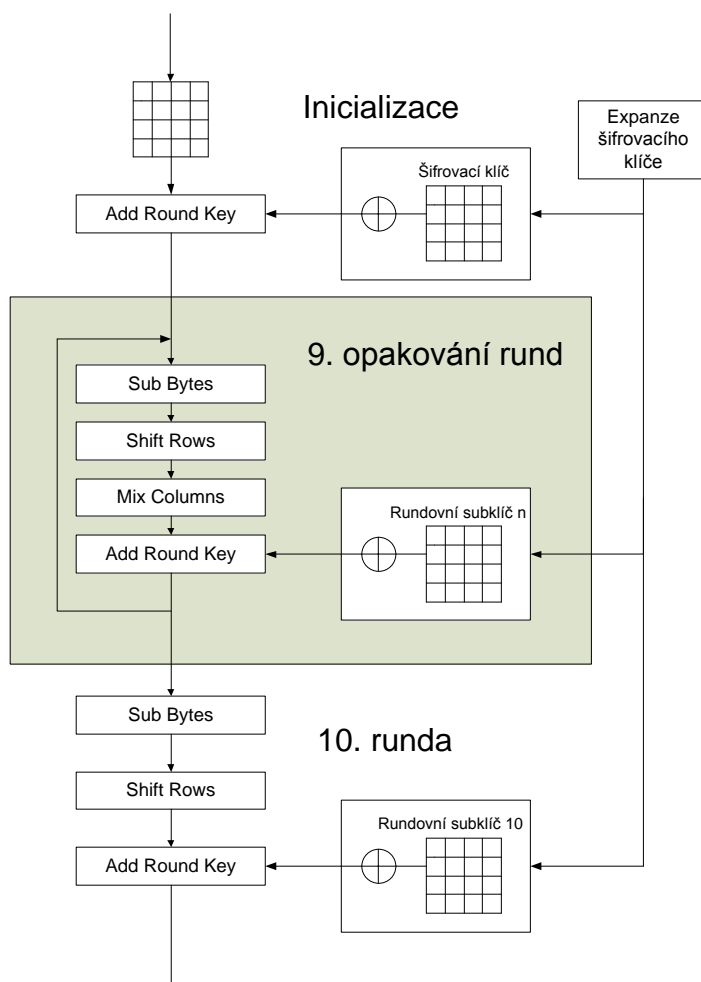 Inicializace
Expanze
šifrovacího
klíče
Šifrovací klíč
Add Round Key
9. opakování rund
Sub Bytes
Shift Rows
Mix Columns
Rundovní subklíč n
Add Round Key
Sub Bytes
10. runda
Shift Rows
Rundovní subklíč 10
Add Round Key